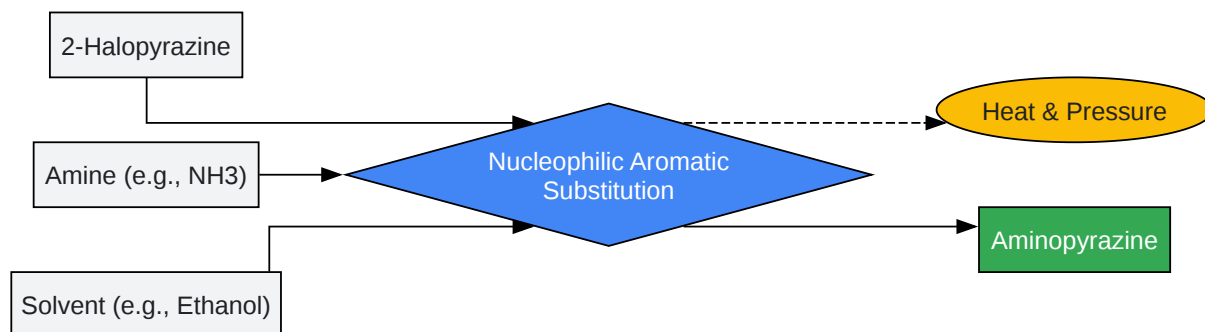 2-Halopyrazine
Heat & Pressure
Amine (e.g., NH3)
Nucleophilic Aromatic
Substitution
Aminopyrazine
Solvent (e.g., Ethanol)